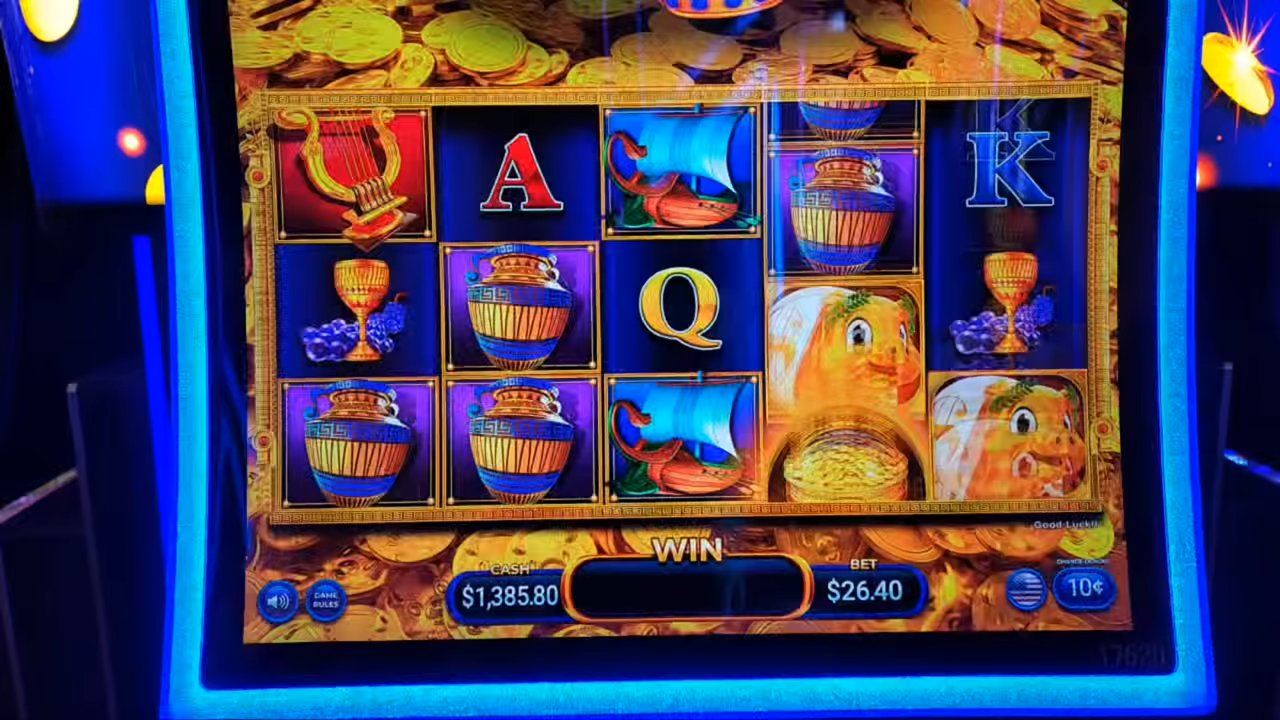 A
K
Q
Good Luck!!
WIN
CASH
$1,385.80
BET
$26.40
GAME
RULES
10¢